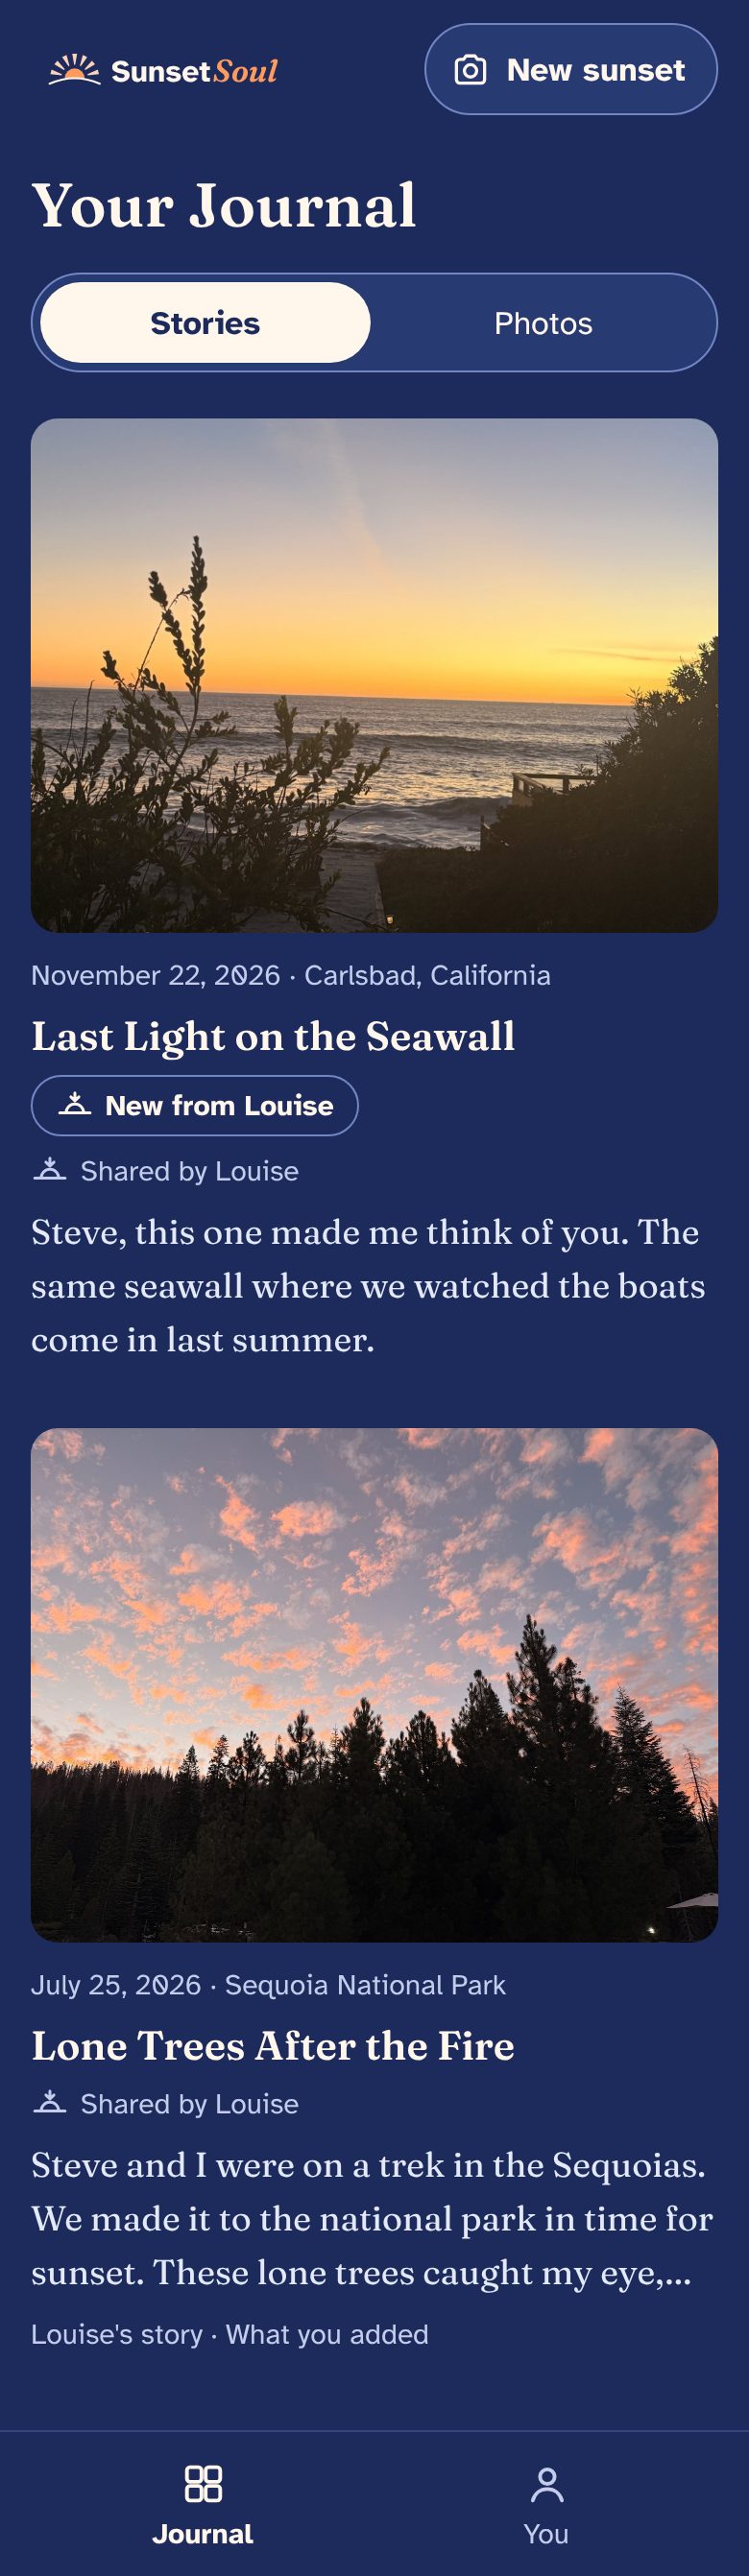 SunsetSoul
New sunset
Your Journal
Stories
Photos
November 22, 2026 · Carlsbad, California
Last Light on the Seawall
New from Louise
Shared by Louise
Steve, this one made me think of you. The
same seawall where we watched the boats
come in last summer.
July 25, 2026 · Sequoia National Park
Lone Trees After the Fire
Shared by Louise
Steve and I were on a trek in the Sequoias.
We made it to the national park in time for
sunset. These lone trees caught my eye,...
Louise's story · What you added
Journal
You